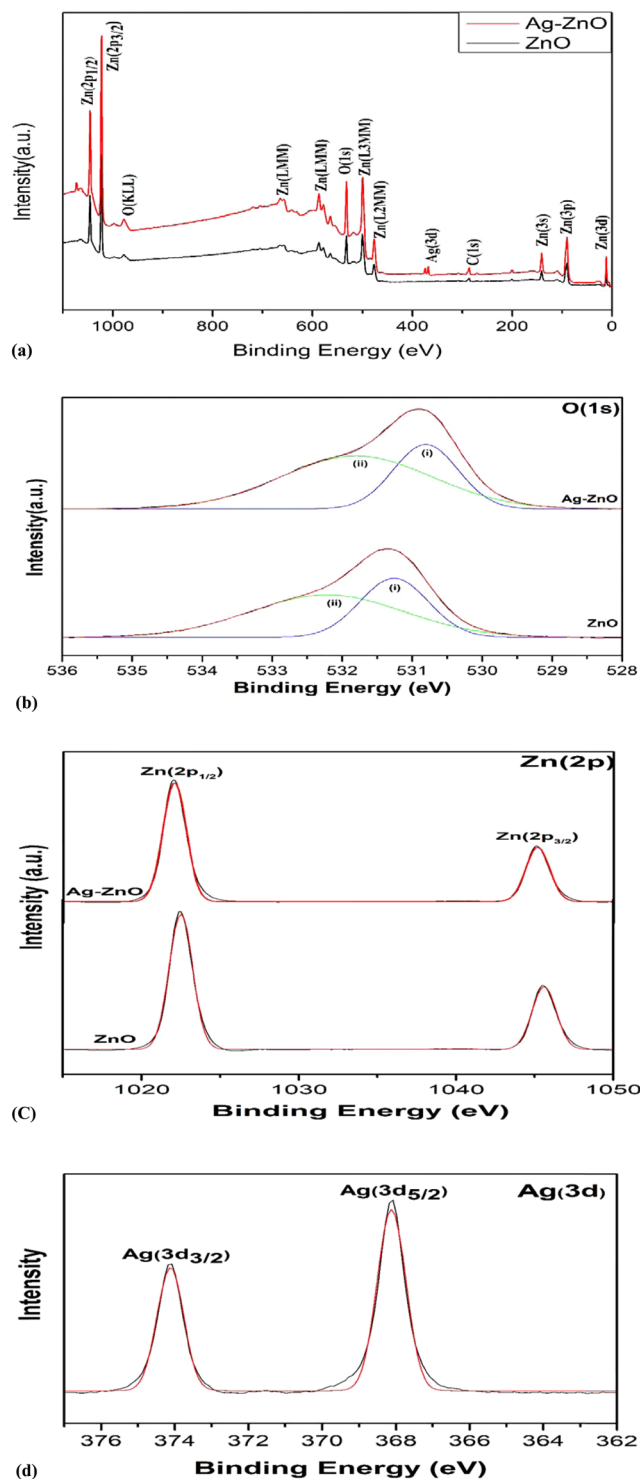 Ag-ZnO
ZnO
Zn(2p1/2)
Zn(2p3/2)
O(KLL)
Zn(LMM)
Zn(LMM)
O(1s)
Zn(L3MM)
Zn(L2MM)
Ag(3d)
C(1s)
Zn(3s)
Zn(3p)
Zn(3d)
Intensity(a.u.)
1000 800 600 400 200 0
Binding Energy (eV)
(a)
O(1s)
(ii) (i)
Ag-ZnO
(ii) (i)
ZnO
Intensity(a.u.)
536 535 534 533 532 531 530 529 528
Binding Energy (eV)
(b)
Zn(2p)
Zn(2p1/2)
Zn(2p3/2)
Ag-ZnO
ZnO
Intensity (a.u.)
1020 1030 1040 1050
Binding Energy (eV)
(C)
Ag(3d)
Ag(3d5/2)
Ag(3d3/2)
Intensity
376 374 372 370 368 366 364 362
Binding Energy (eV)
(d)